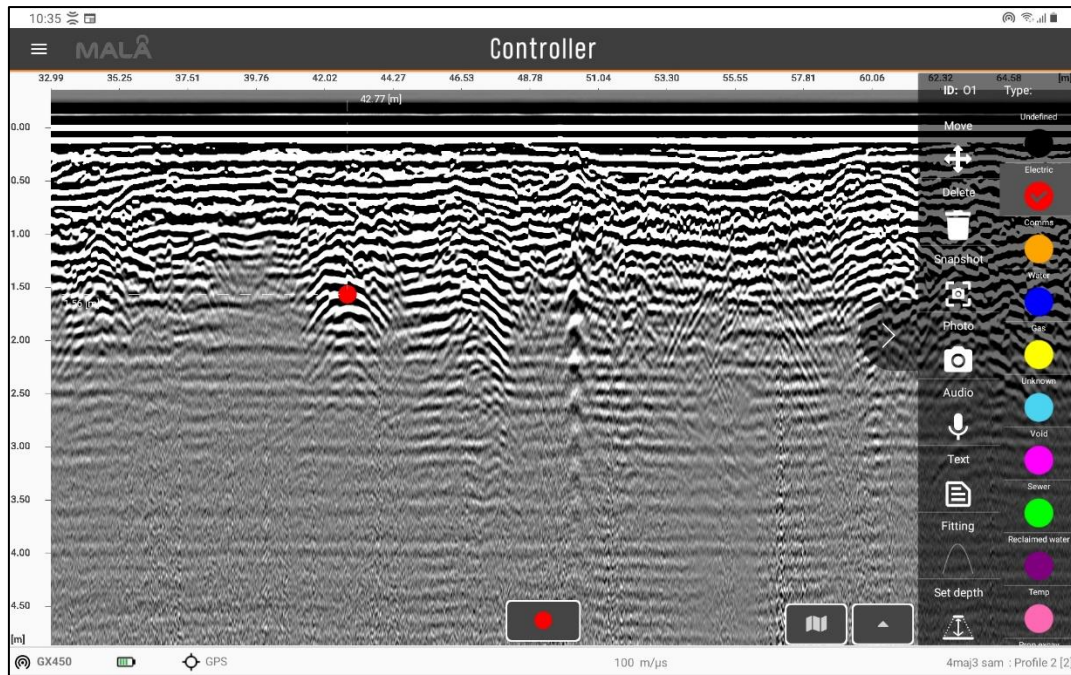 10:35
MALÅ
Controller
32.99 35.25 37.51 39.76 42.02 44.27 46.53 48.78 51.04 53.30 55.55 57.81 60.06 62.32 64.58 [m]
42.77 [m]
ID: 01 Type:
0.00
0.50
1.00
1.50
2.00
2.50
3.00
3.50
4.00
4.50
[m]
1.56 [m]
Move
Delete
Snapshot
Photo
Audio
Text
Fitting
Set depth
Undefined
Electric
Comms
Water
Gas
Unknown
Void
Sewer
Reclaimed water
Temp
GX450 GPS 100 m/µs 4maj3 sam : Profile 2 [2]